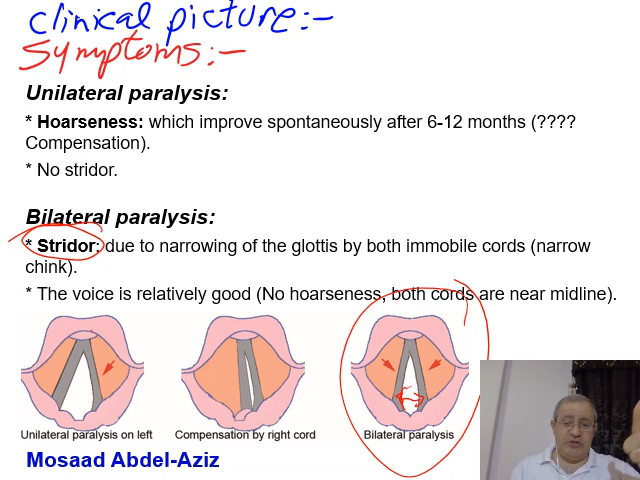 clinical picture:-
Symptoms:-
Unilateral paralysis:
* Hoarseness: which improve spontaneously after 6-12 months (????
Compensation).
* No stridor.
Bilateral paralysis:
* Stridor: due to narrowing of the glottis by both immobile cords (narrow
chink).
* The voice is relatively good (No hoarseness, both cords are near midline).
Unilateral paralysis on left
Compensation by right cord
Bilateral paralysis
Mosaad Abdel-Aziz